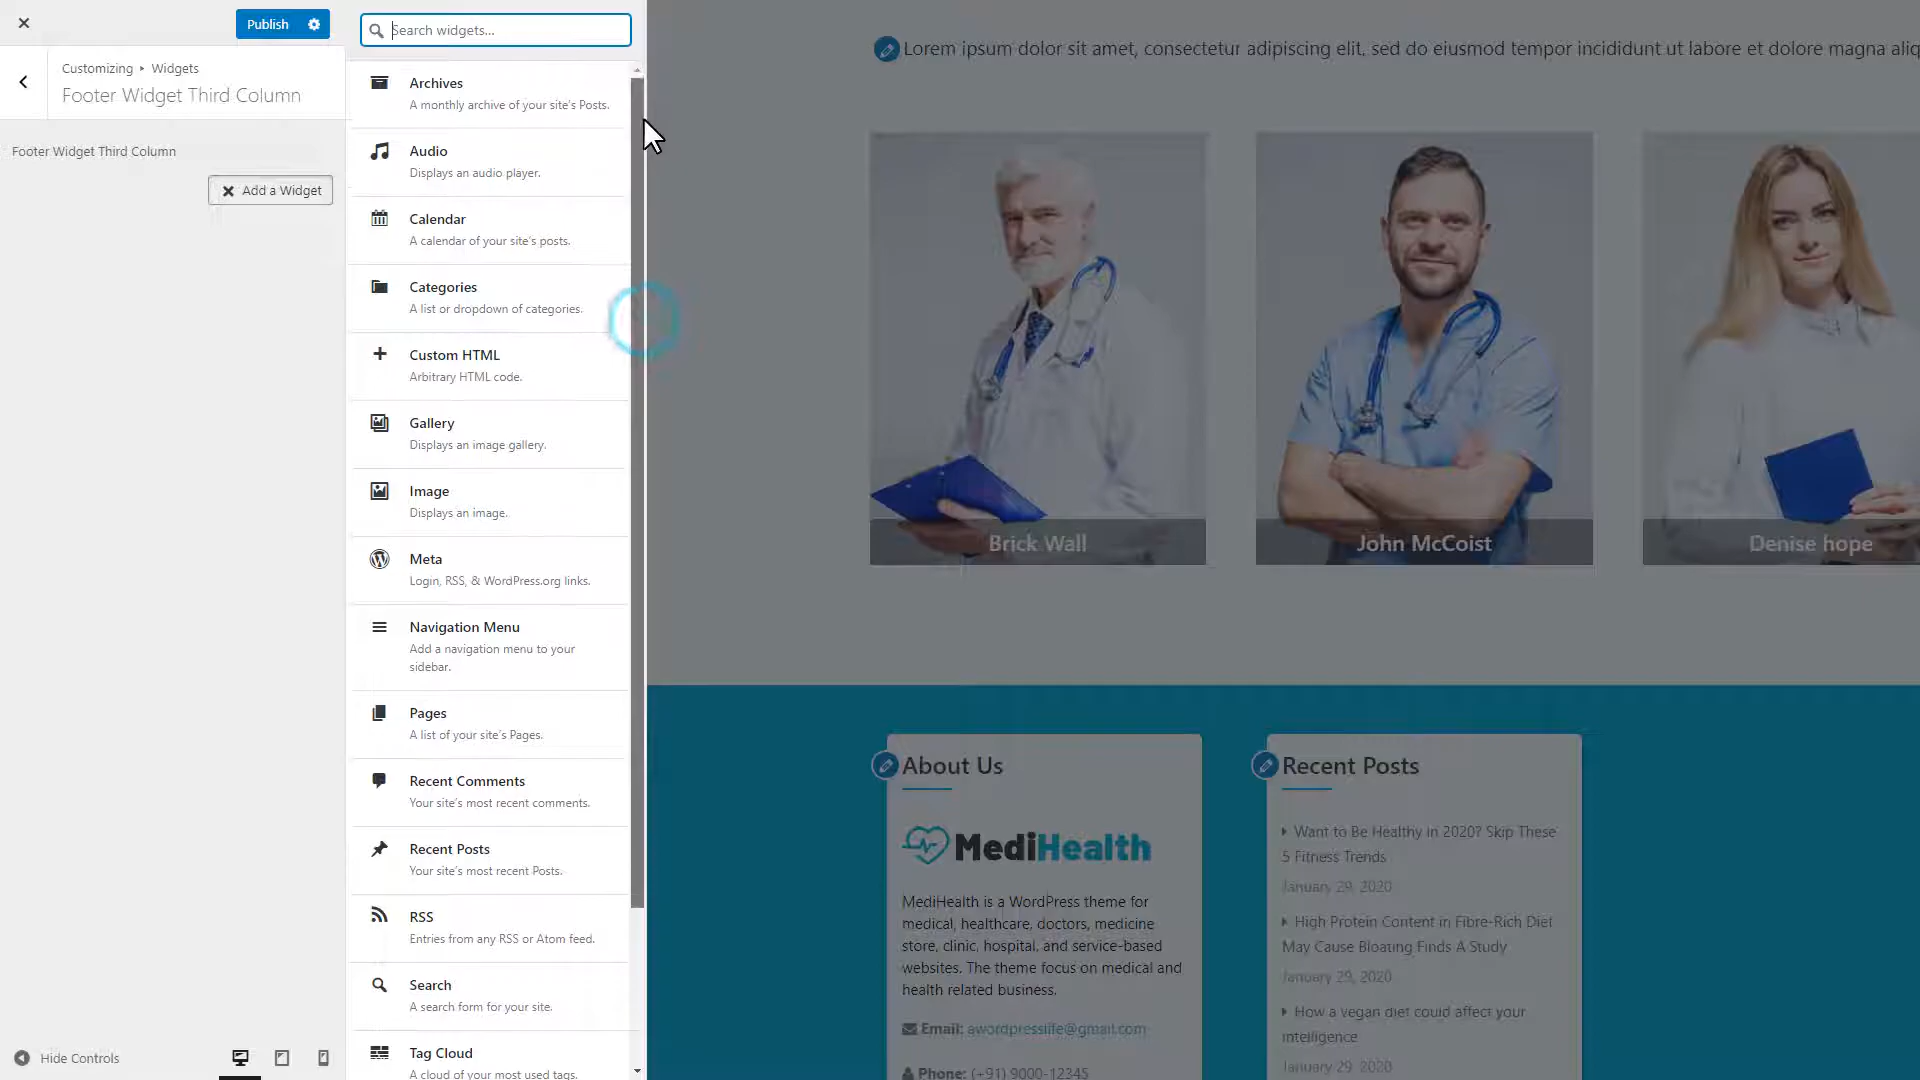 Publish
Customizing ▸ Widgets
Footer Widget Third Column
Footer Widget Third Column
Add a Widget
Hide Controls
Search widgets...
Archives
A monthly archive of your site's Posts.
Audio
Displays an audio player.
Calendar
A calendar of your site's posts.
Categories
A list or dropdown of categories.
Custom HTML
Arbitrary HTML code.
Gallery
Displays an image gallery.
Image
Displays an image.
Meta
Login, RSS, & WordPress.org links.
Navigation Menu
Add a navigation menu to your
sidebar.
Pages
A list of your site's Pages.
Recent Comments
Your site's most recent comments.
Recent Posts
Your site's most recent Posts.
RSS
Entries from any RSS or Atom feed.
Search
A search form for your site.
Tag Cloud
A cloud of your most used tags.
Lorem ipsum dolor sit amet, consectetur adipiscing elit, sed do eiusmod tempor incididunt ut labore et dolore magna aliq
Brick Wall
John McCoist
Denise hope
About Us
MediHealth
MediHealth is a WordPress theme for
medical, healthcare, doctors, medicine
store, clinic, hospital, and service-based
websites. The theme focus on medical and
health related business.
Email: awordpresslife@gmail.com
Phone: (+91) 9000-12345
Recent Posts
Want to Be Healthy in 2020? Skip These
5 Fitness Trends
January 29, 2020
High Protein Content in Fibre-Rich Diet
May Cause Bloating Finds A Study
January 29, 2020
How a vegan diet could affect your
intelligence
January 29, 2020